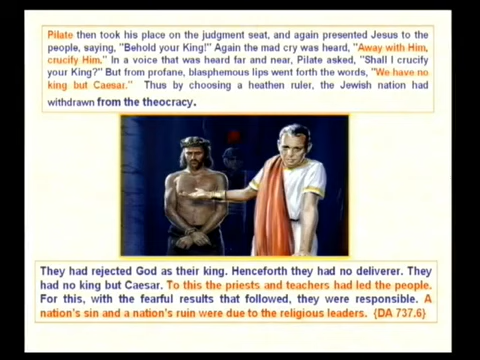 Pilate then took his place on the judgment seat, and again presented Jesus to the
people, saying, "Behold your King!" Again the mad cry was heard, "Away with Him,
crucify Him." In a voice that was heard far and near, Pilate asked, "Shall I crucify
your King?" But from profane, blasphemous lips went forth the words, "We have no
king but Caesar." Thus by choosing a heathen ruler, the Jewish nation had
withdrawn from the theocracy.
They had rejected God as their king. Henceforth they had no deliverer. They
had no king but Caesar. To this the priests and teachers had led the people.
For this, with the fearful results that followed, they were responsible. A
nation's sin and a nation's ruin were due to the religious leaders. {DA 737.6}